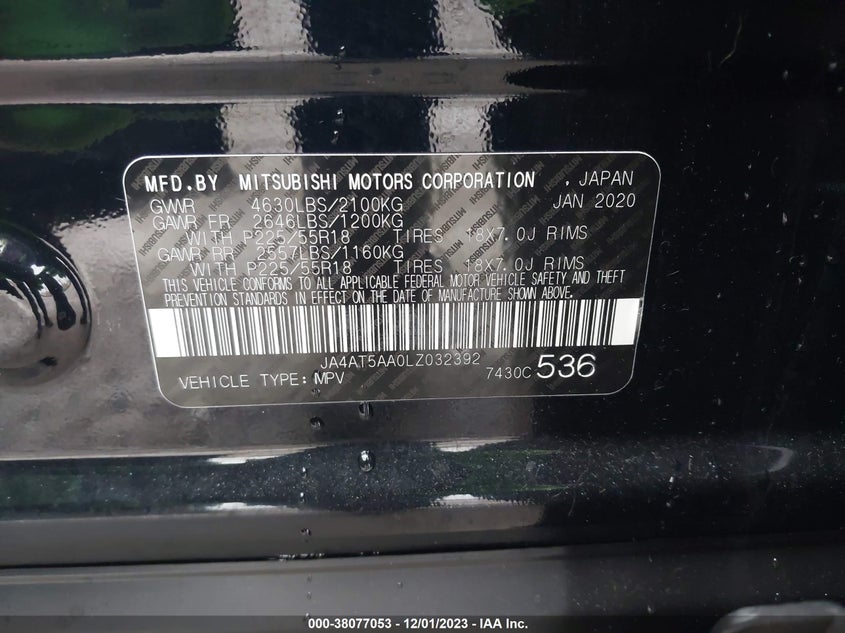 MFD.BY MITSUBISHI MOTORS CORPORATION . JAPAN
GVWR 4630LBS/2100KG JAN 2020
GAWR FR 2646LBS/1200KG
WITH P225/55R18 TIRES 18X7.0J RIMS
GAWR RR 2557LBS/1160KG
WITH P225/55R18 TIRES 18X7.0J RIMS
THIS VEHICLE CONFORMS TO ALL APPLICABLE FEDERAL MOTOR VEHICLE SAFETY AND THEFT
PREVENTION STANDARDS IN EFFECT ON THE DATE OF MANUFACTURE SHOWN ABOVE.
JA4AT5AA0LZ032392
VEHICLE TYPE: MPV 7430C 536
000-38077053 - 12/01/2023 - IAA Inc.